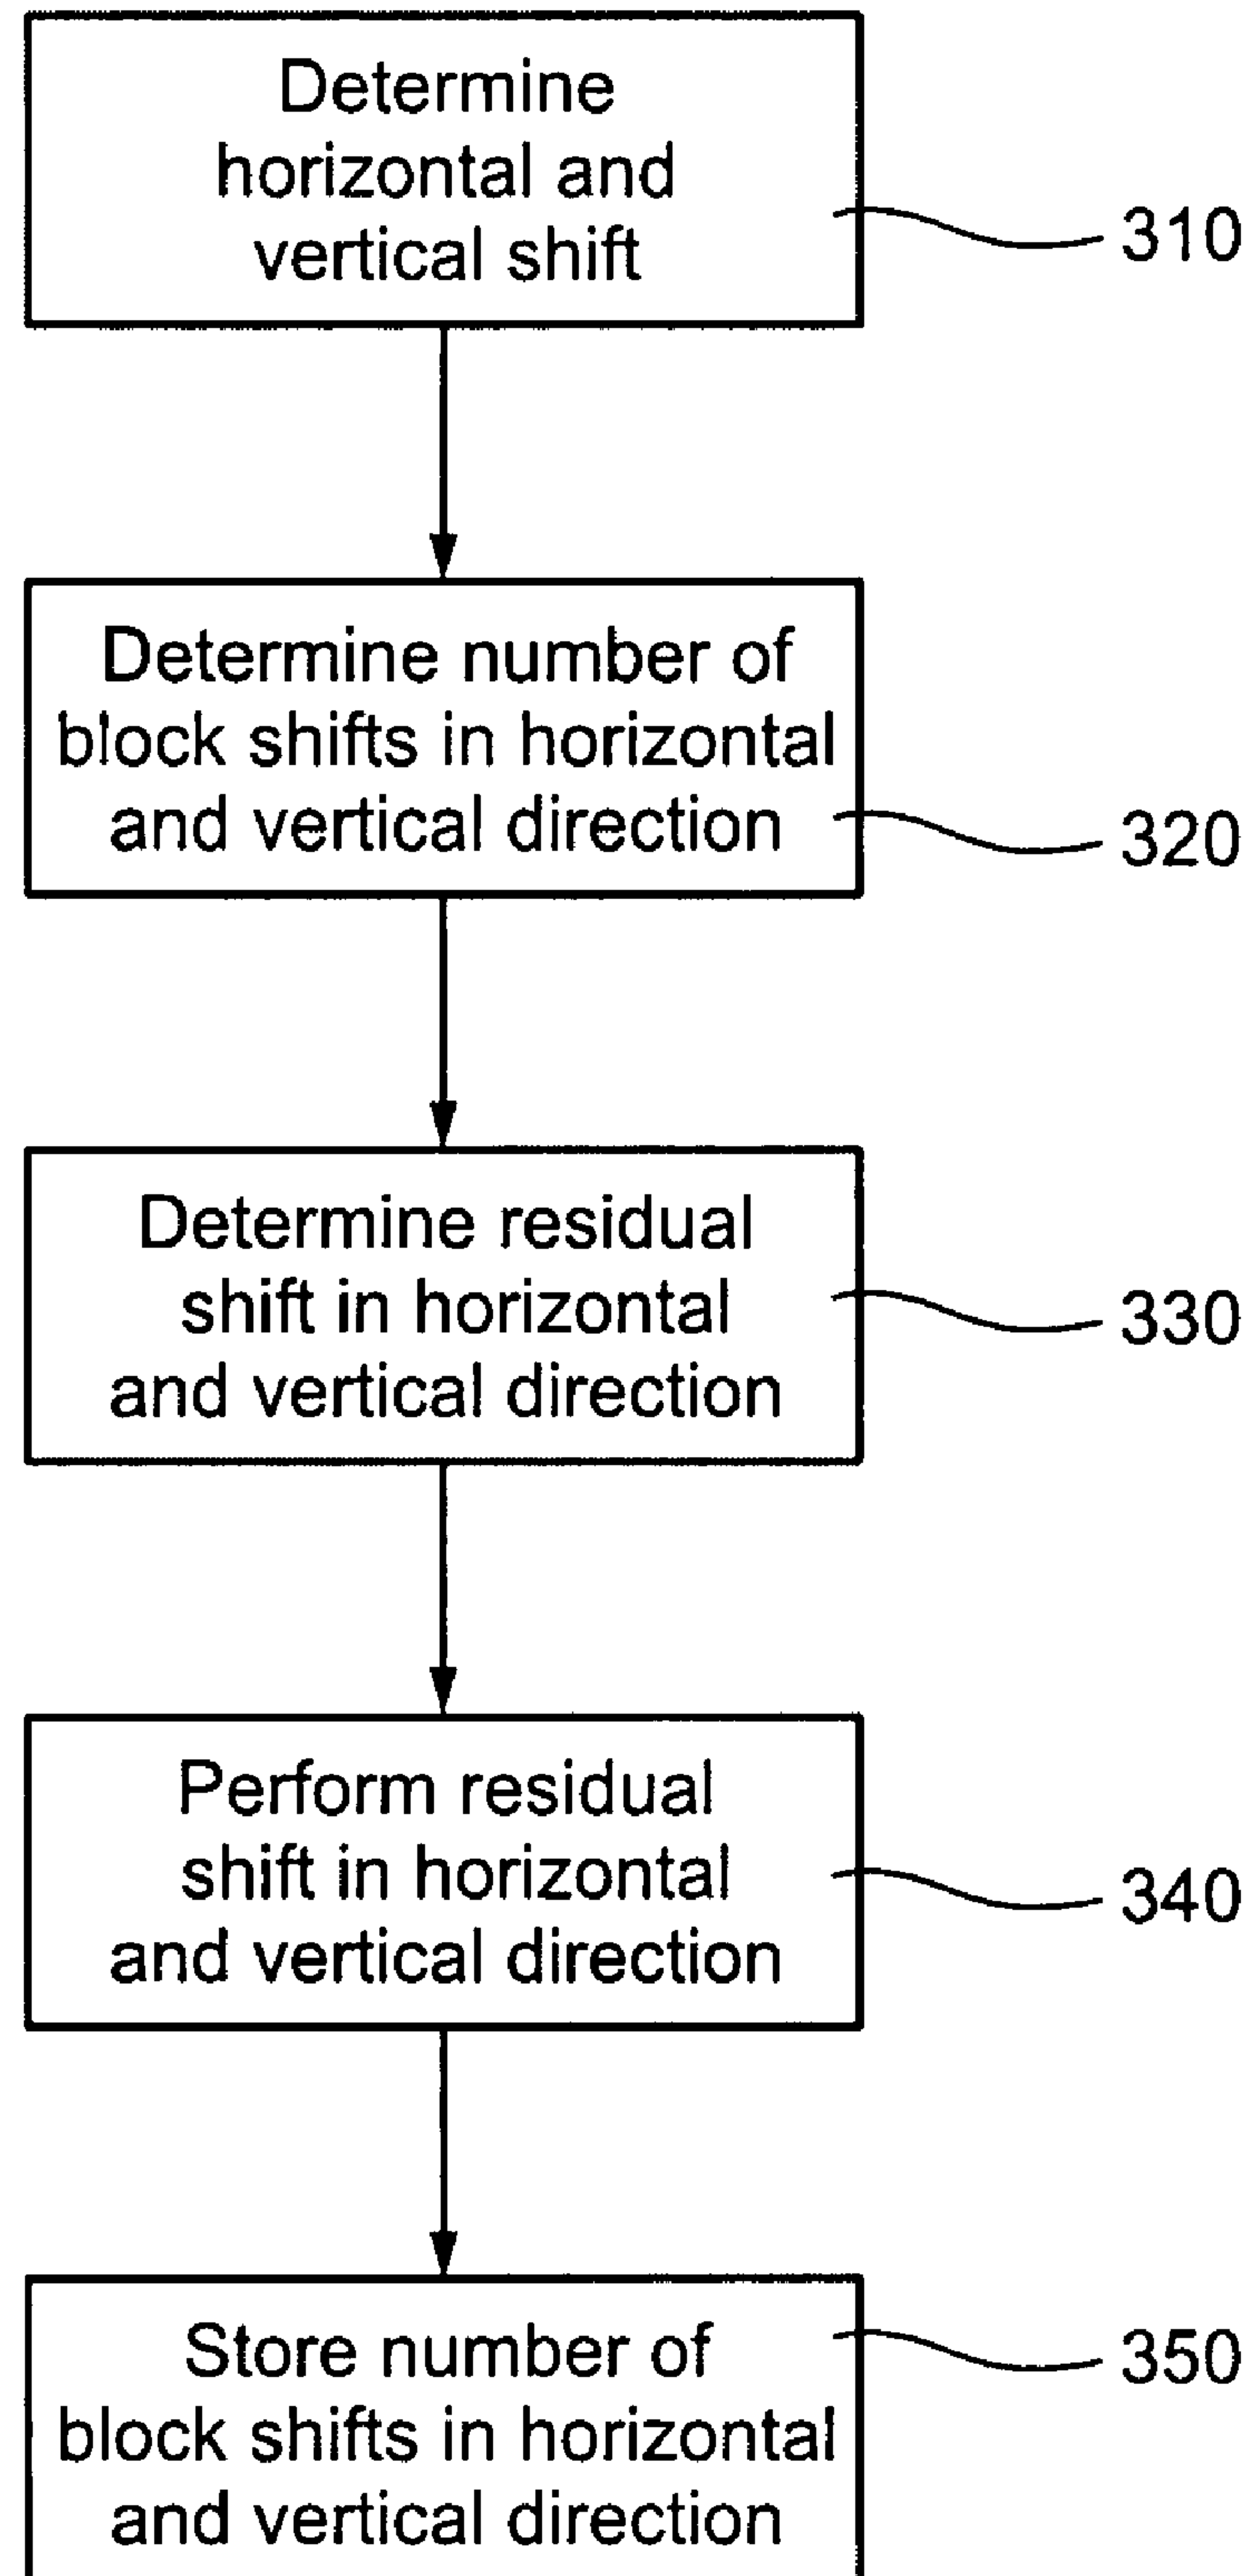 Determine
horizontal and
vertical shift
310
Determine number of
block shifts in horizontal
and vertical direction
320
Determine residual
shift in horizontal
and vertical direction
330
Perform residual
shift in horizontal
and vertical direction
340
Store number of
block shifts in horizontal
and vertical direction
350